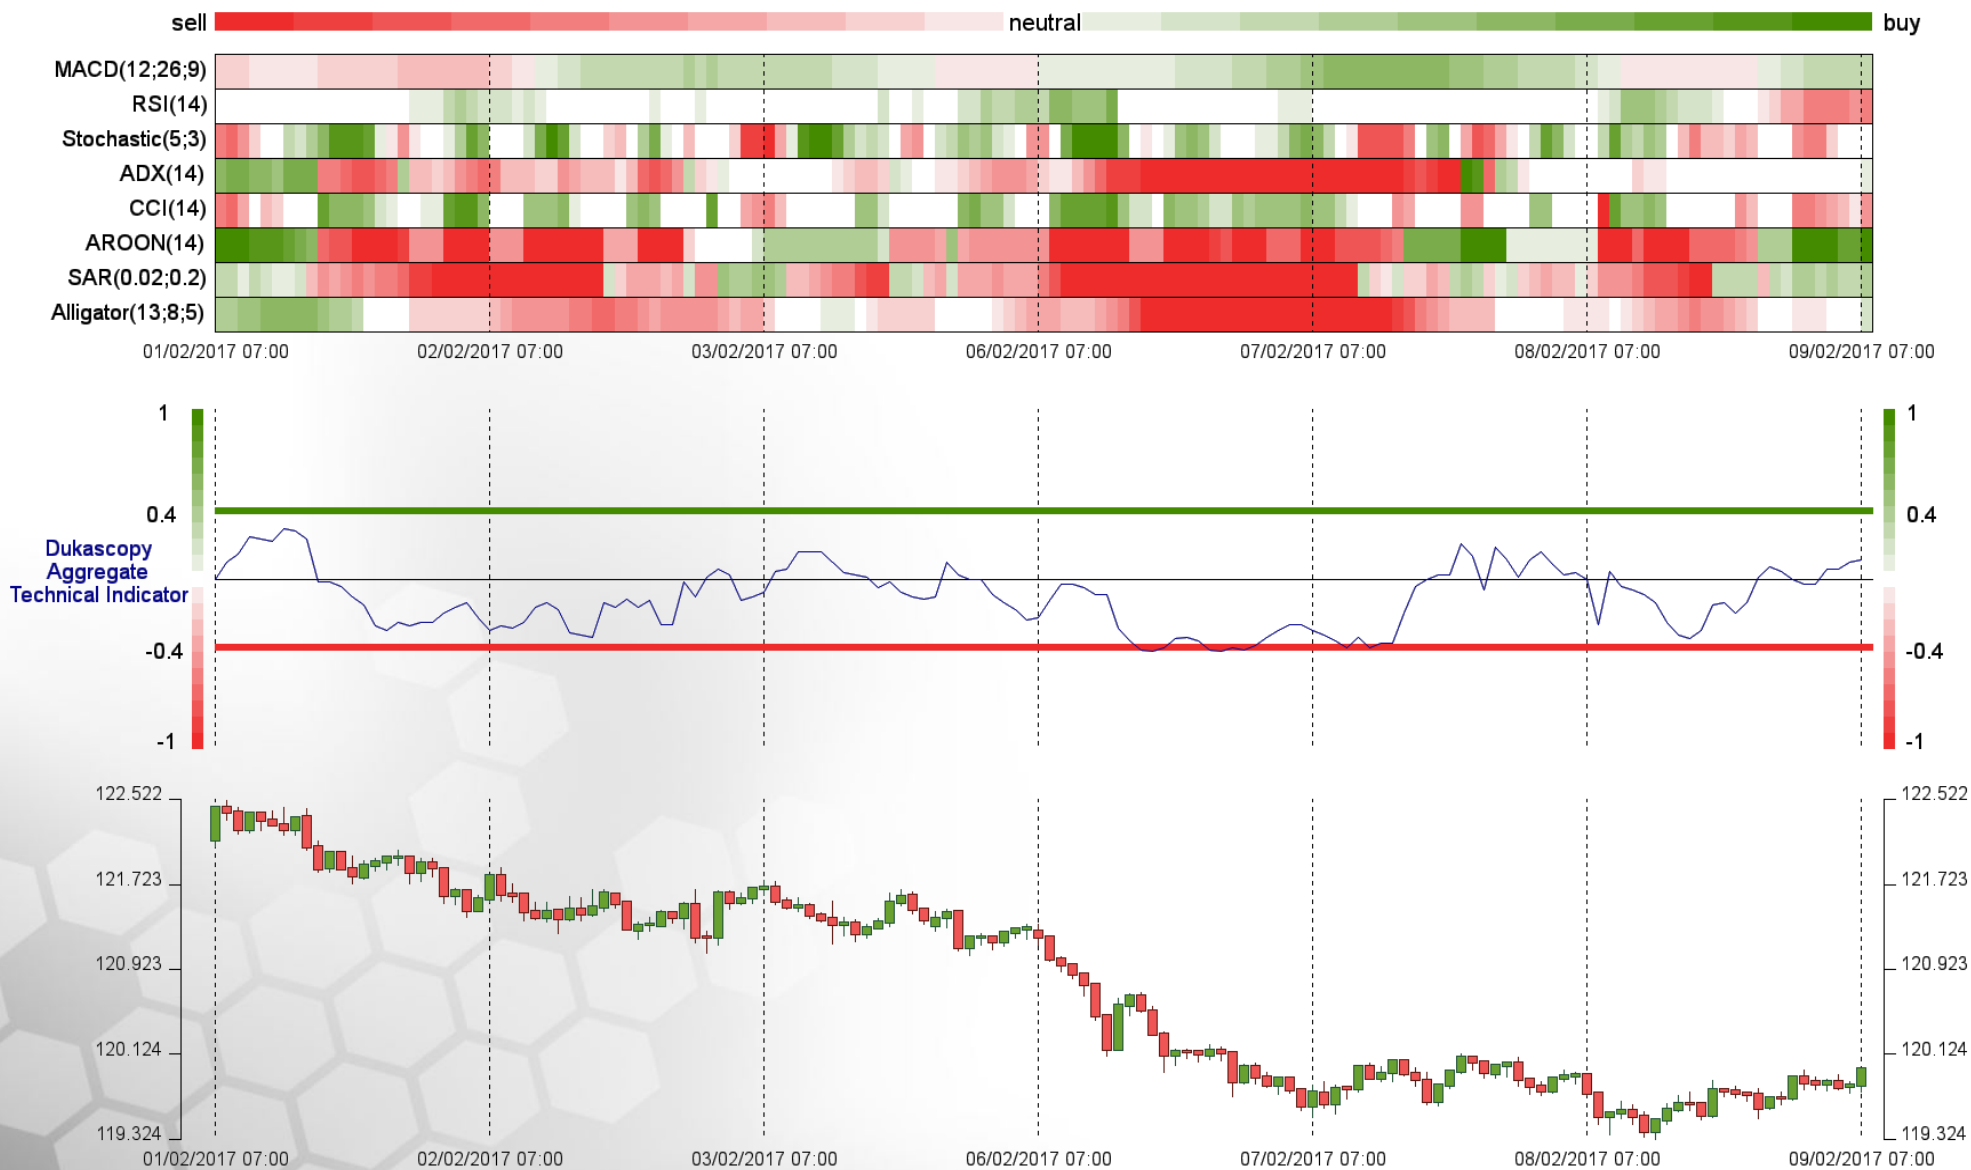 sell neutral buy
MACD(12;26;9)
RSI(14)
Stochastic(5;3)
ADX(14)
CCI(14)
AROON(14)
SAR(0.02;0.2)
Alligator(13;8;5)
01/02/2017 07:00 02/02/2017 07:00 03/02/2017 07:00 06/02/2017 07:00 07/02/2017 07:00 08/02/2017 07:00 09/02/2017 07:00
1 1
0.4 0.4
Dukascopy
Aggregate
Technical Indicator
-0.4 -0.4
-1 -1
122.522 122.522
121.723 121.723
120.923 120.923
120.124 120.124
119.324 119.324
01/02/2017 07:00 02/02/2017 07:00 03/02/2017 07:00 06/02/2017 07:00 07/02/2017 07:00 08/02/2017 07:00 09/02/2017 07:00